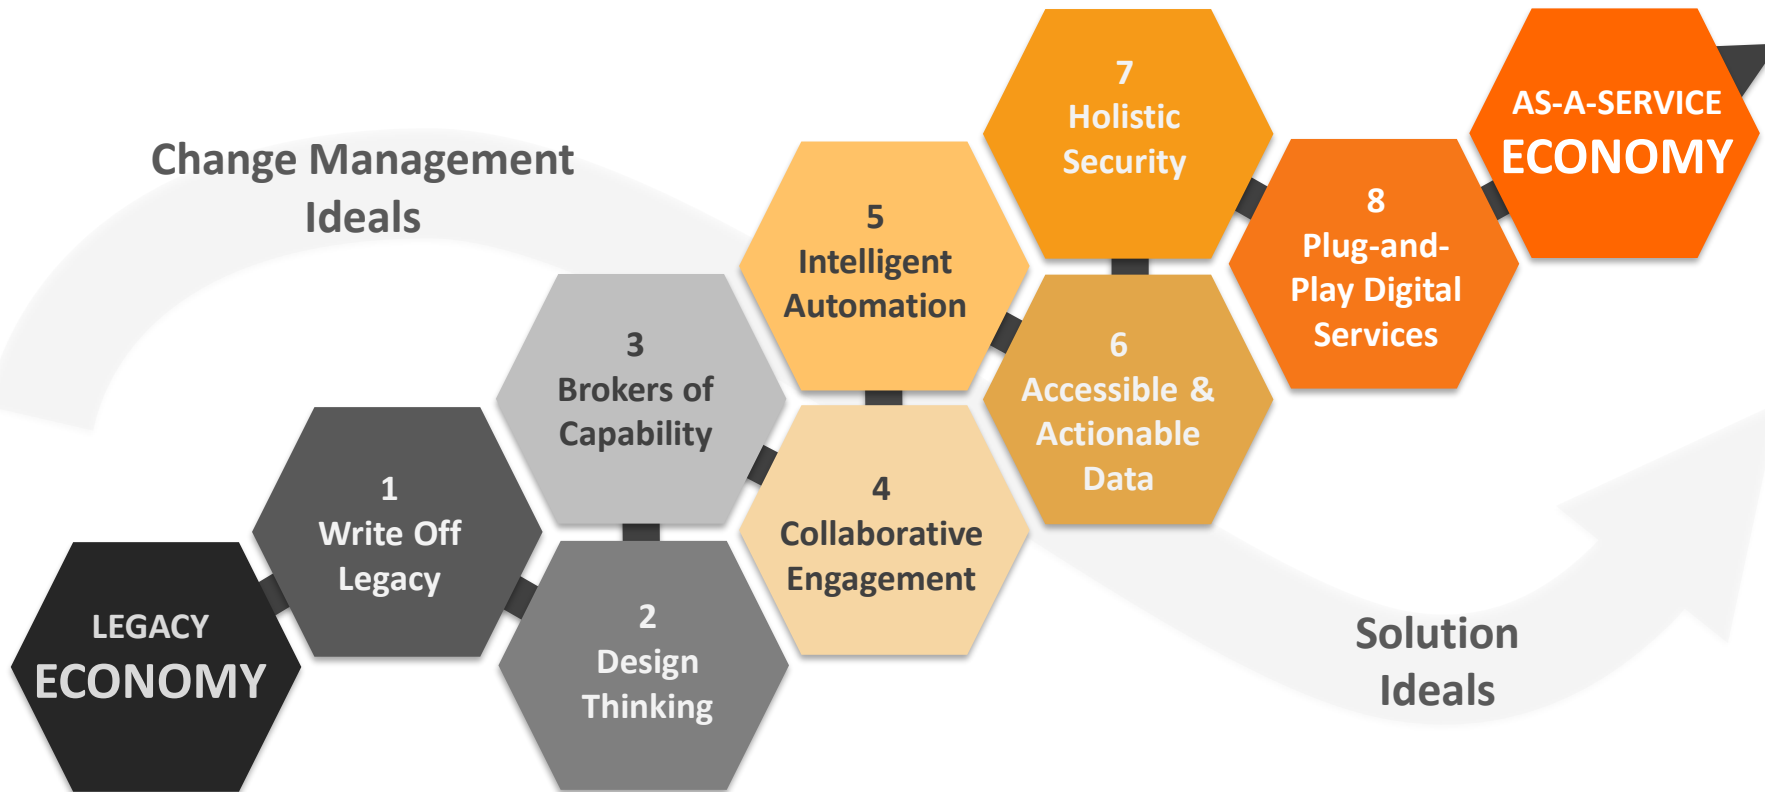 Change Management
Ideals
LEGACY
ECONOMY
1
Write Off
Legacy
2
Design
Thinking
3
Brokers of
Capability
4
Collaborative
Engagement
5
Intelligent
Automation
6
Accessible &
Actionable
Data
7
Holistic
Security
8
Plug-and-
Play Digital
Services
AS-A-SERVICE
ECONOMY
Solution
Ideals